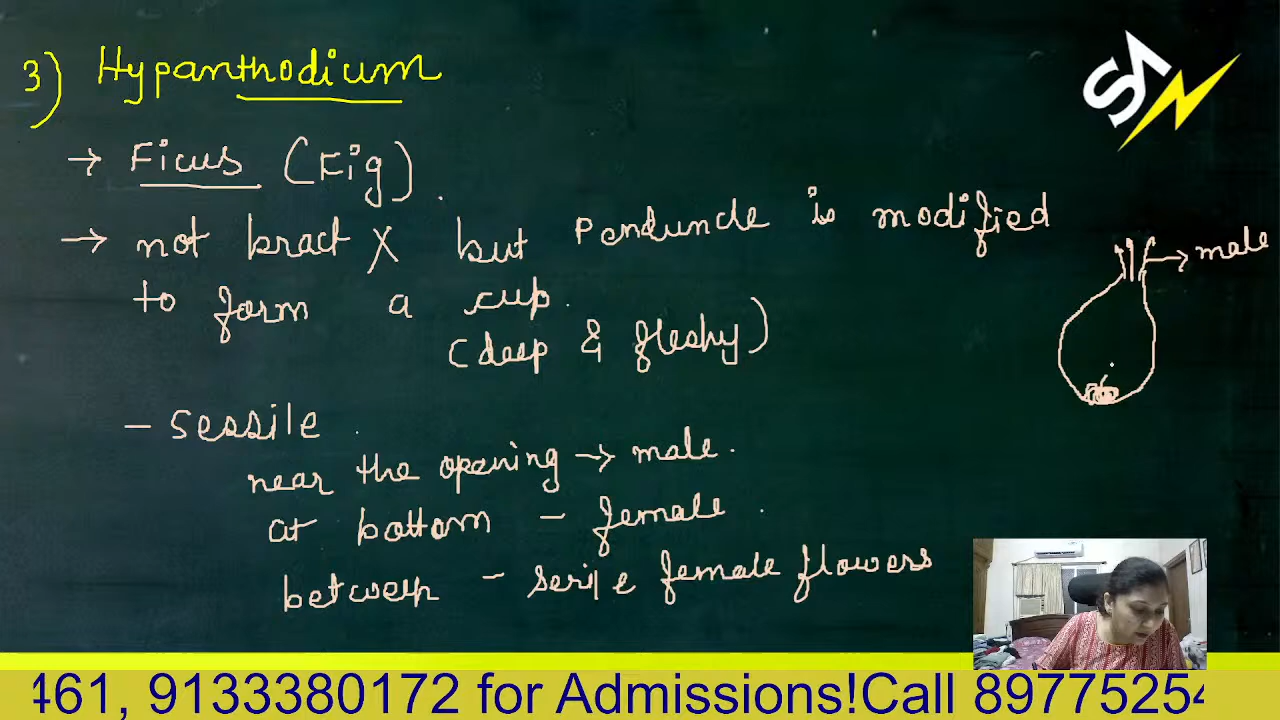 3) Hypanthodium
SAN
→ Ficus (Fig).
→ not bract X but Penduncle is modified
to form a cup.
(deep & fleshy)
→ male
- sessile.
near the opening → male.
at bottom - female.
between - female flowers
461, 9133380172 for Admissions!Call 89775254